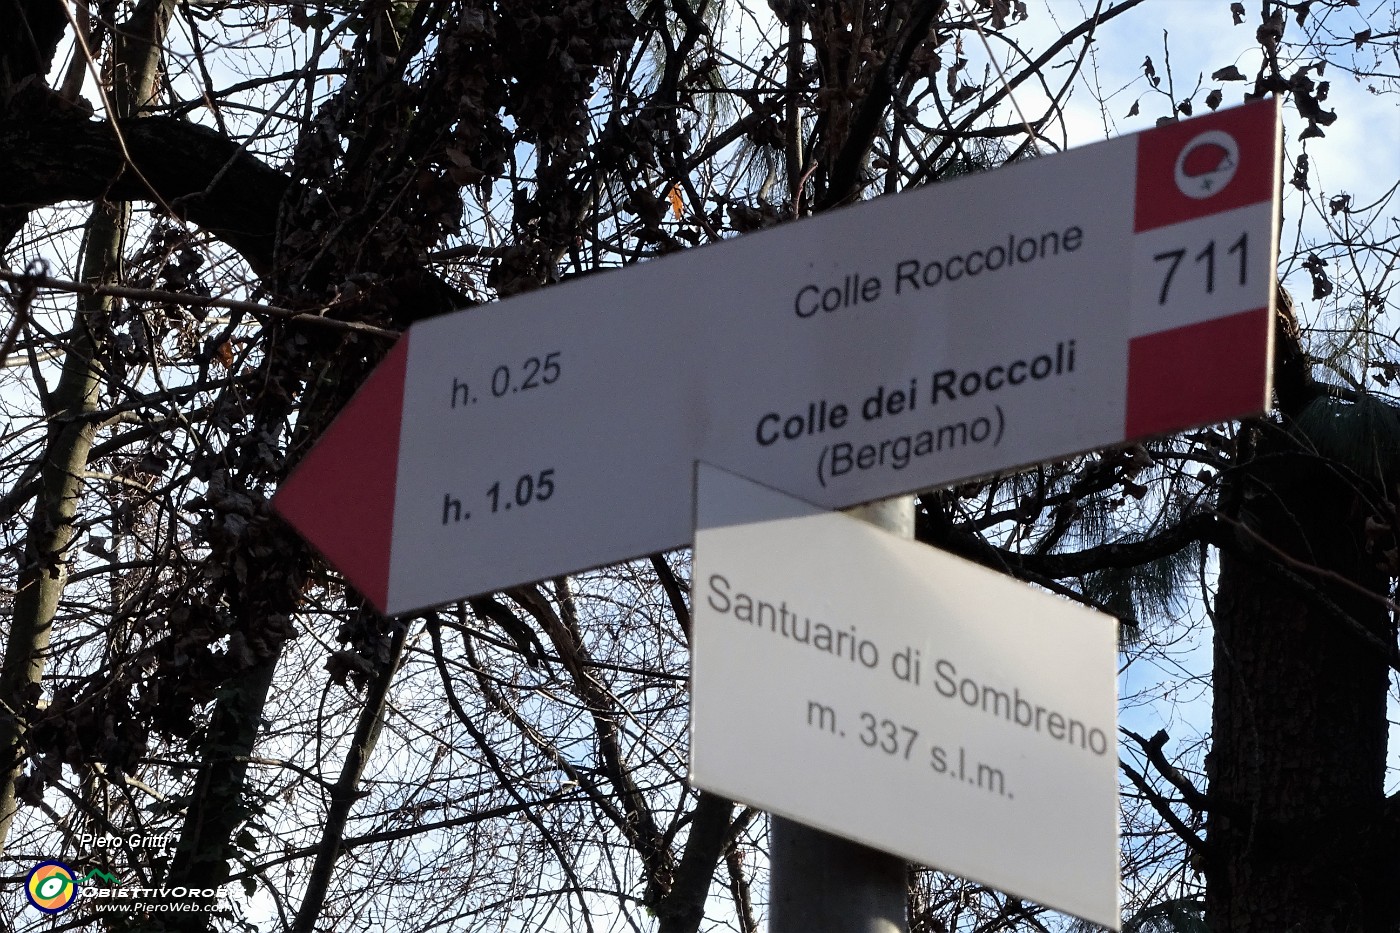 Colle Roccolone
h. 0.25
711
Colle dei Roccoli
(Bergamo)
h. 1.05
Santuario di Sombreno
m. 337 s.l.m.
Piero Gritti
OBIETTIVOOROBIE
www.PieroWeb.com